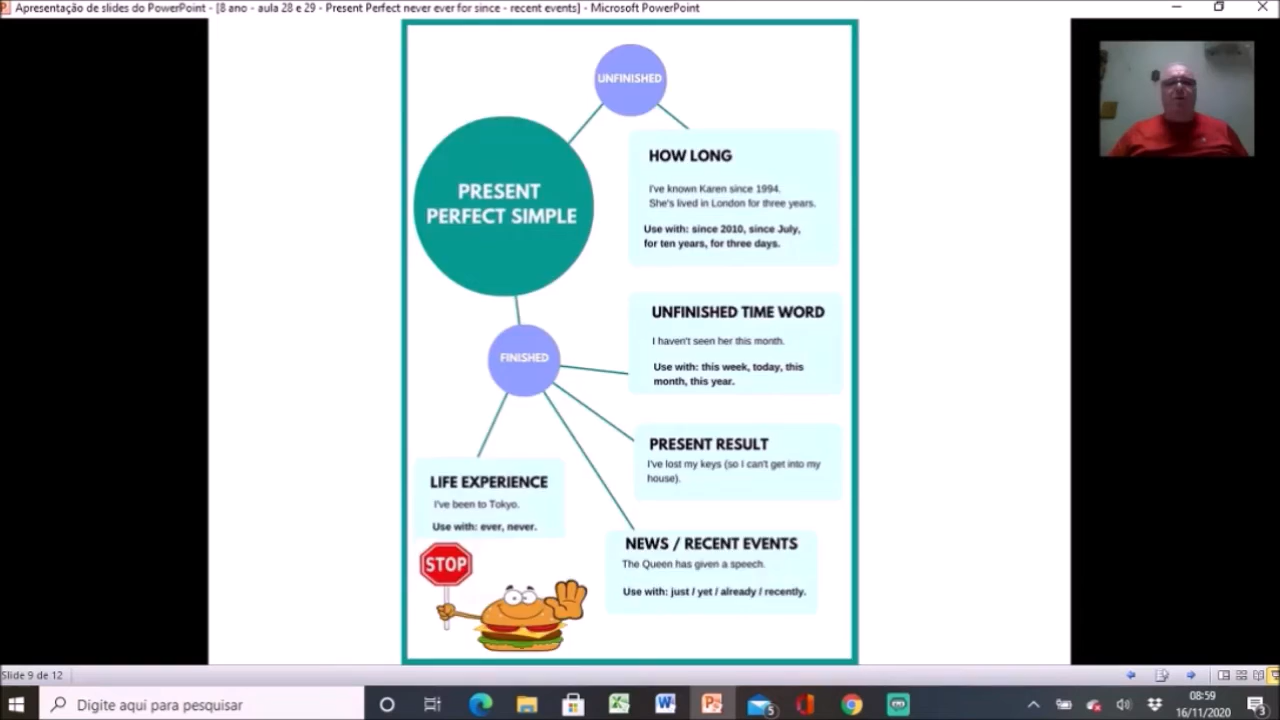 Apresentação de slides do PowerPoint - [8 ano - aula 28 e 29 - Present Perfect never ever for since - recent events] - Microsoft PowerPoint
UNFINISHED
PRESENT
PERFECT SIMPLE
HOW LONG
I've known Karen since 1994.
She's lived in London for three years.
Use with: since 2010, since July,
for ten years, for three days.
FINISHED
UNFINISHED TIME WORD
I haven't seen her this month.
Use with: this week, today, this
month, this year.
PRESENT RESULT
I've lost my keys (so I can't get into my
house).
LIFE EXPERIENCE
I've been to Tokyo.
Use with: ever, never.
STOP
NEWS / RECENT EVENTS
The Queen has given a speech.
Use with: just / yet / already / recently.
Slide 9 de 12
Digite aqui para pesquisar
5
08:59
16/11/2020
3